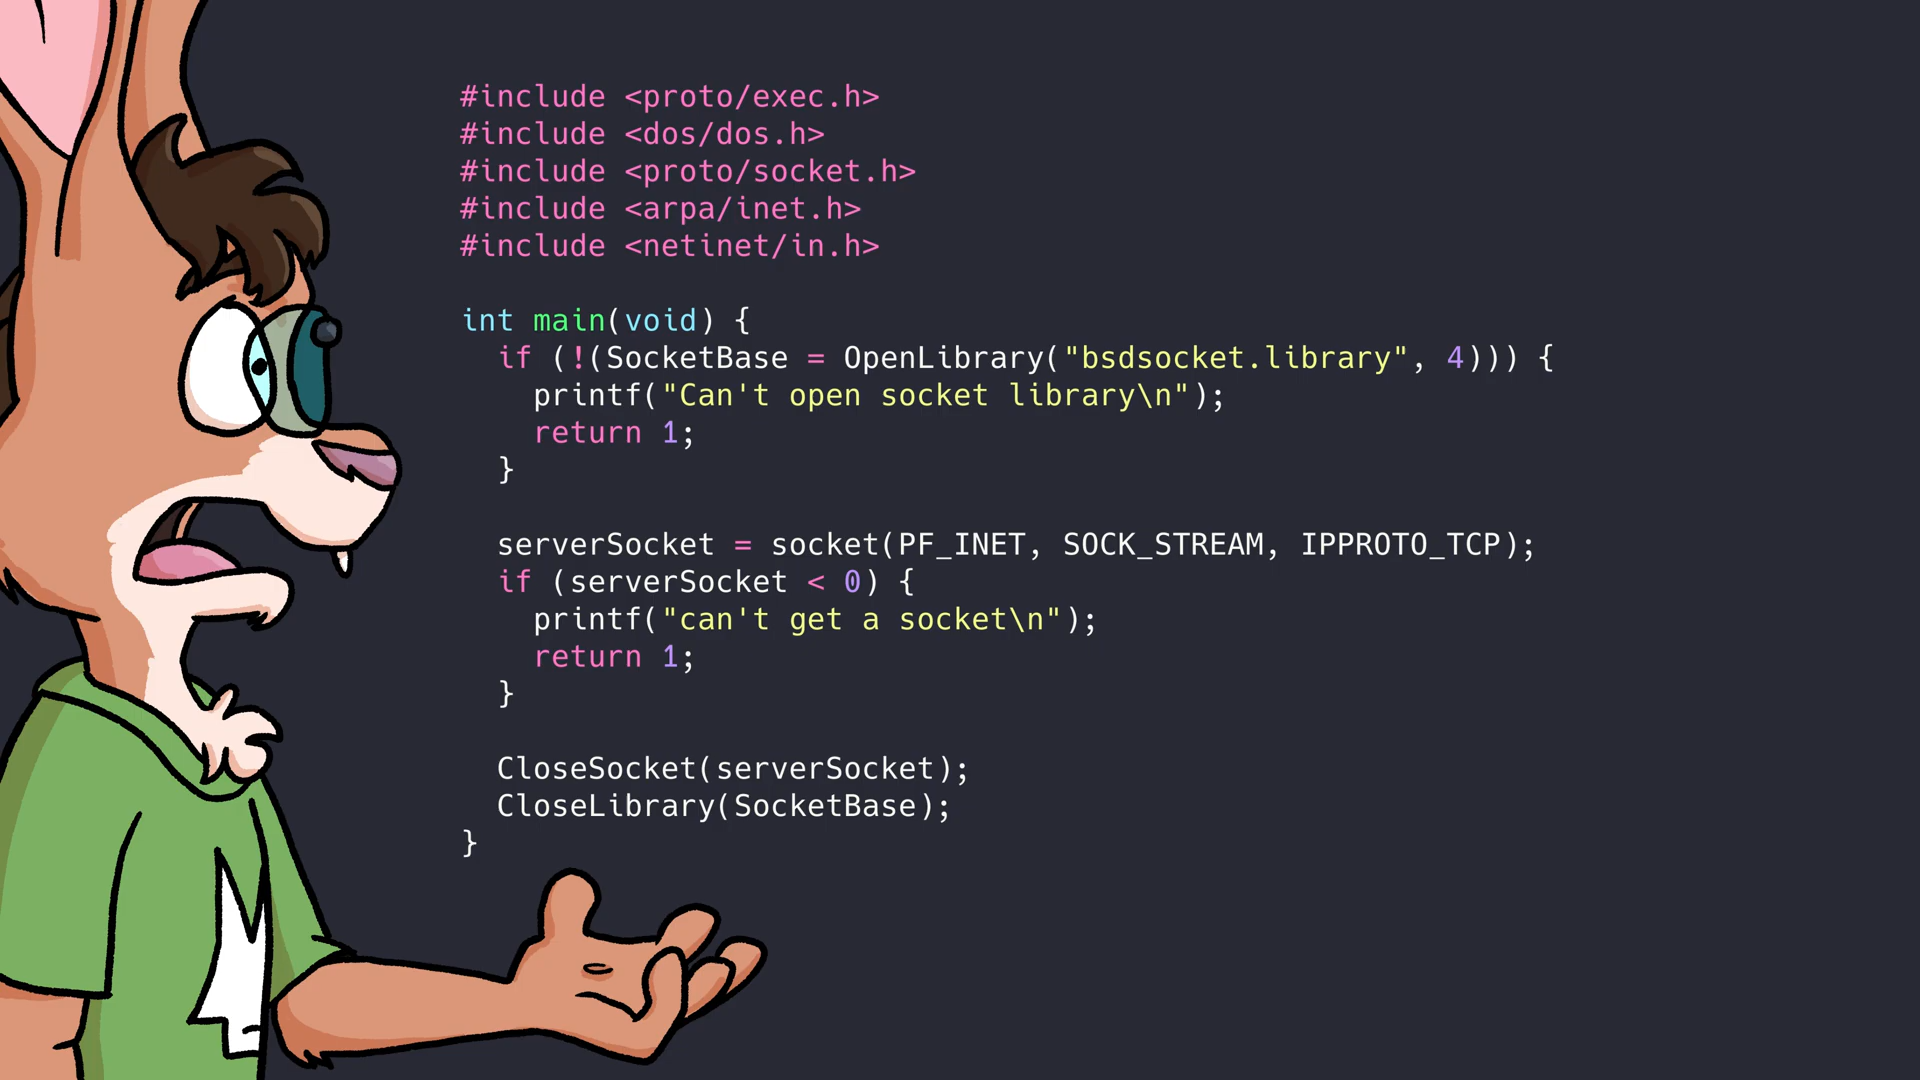 #include <proto/exec.h>
#include <dos/dos.h>
#include <proto/socket.h>
#include <arpa/inet.h>
#include <netinet/in.h>

int main(void) {
  if (!(SocketBase = OpenLibrary("bsdsocket.library", 4))) {
    printf("Can't open socket library\n");
    return 1;
  }

  serverSocket = socket(PF_INET, SOCK_STREAM, IPPROTO_TCP);
  if (serverSocket < 0) {
    printf("can't get a socket\n");
    return 1;
  }

  CloseSocket(serverSocket);
  CloseLibrary(SocketBase);
}